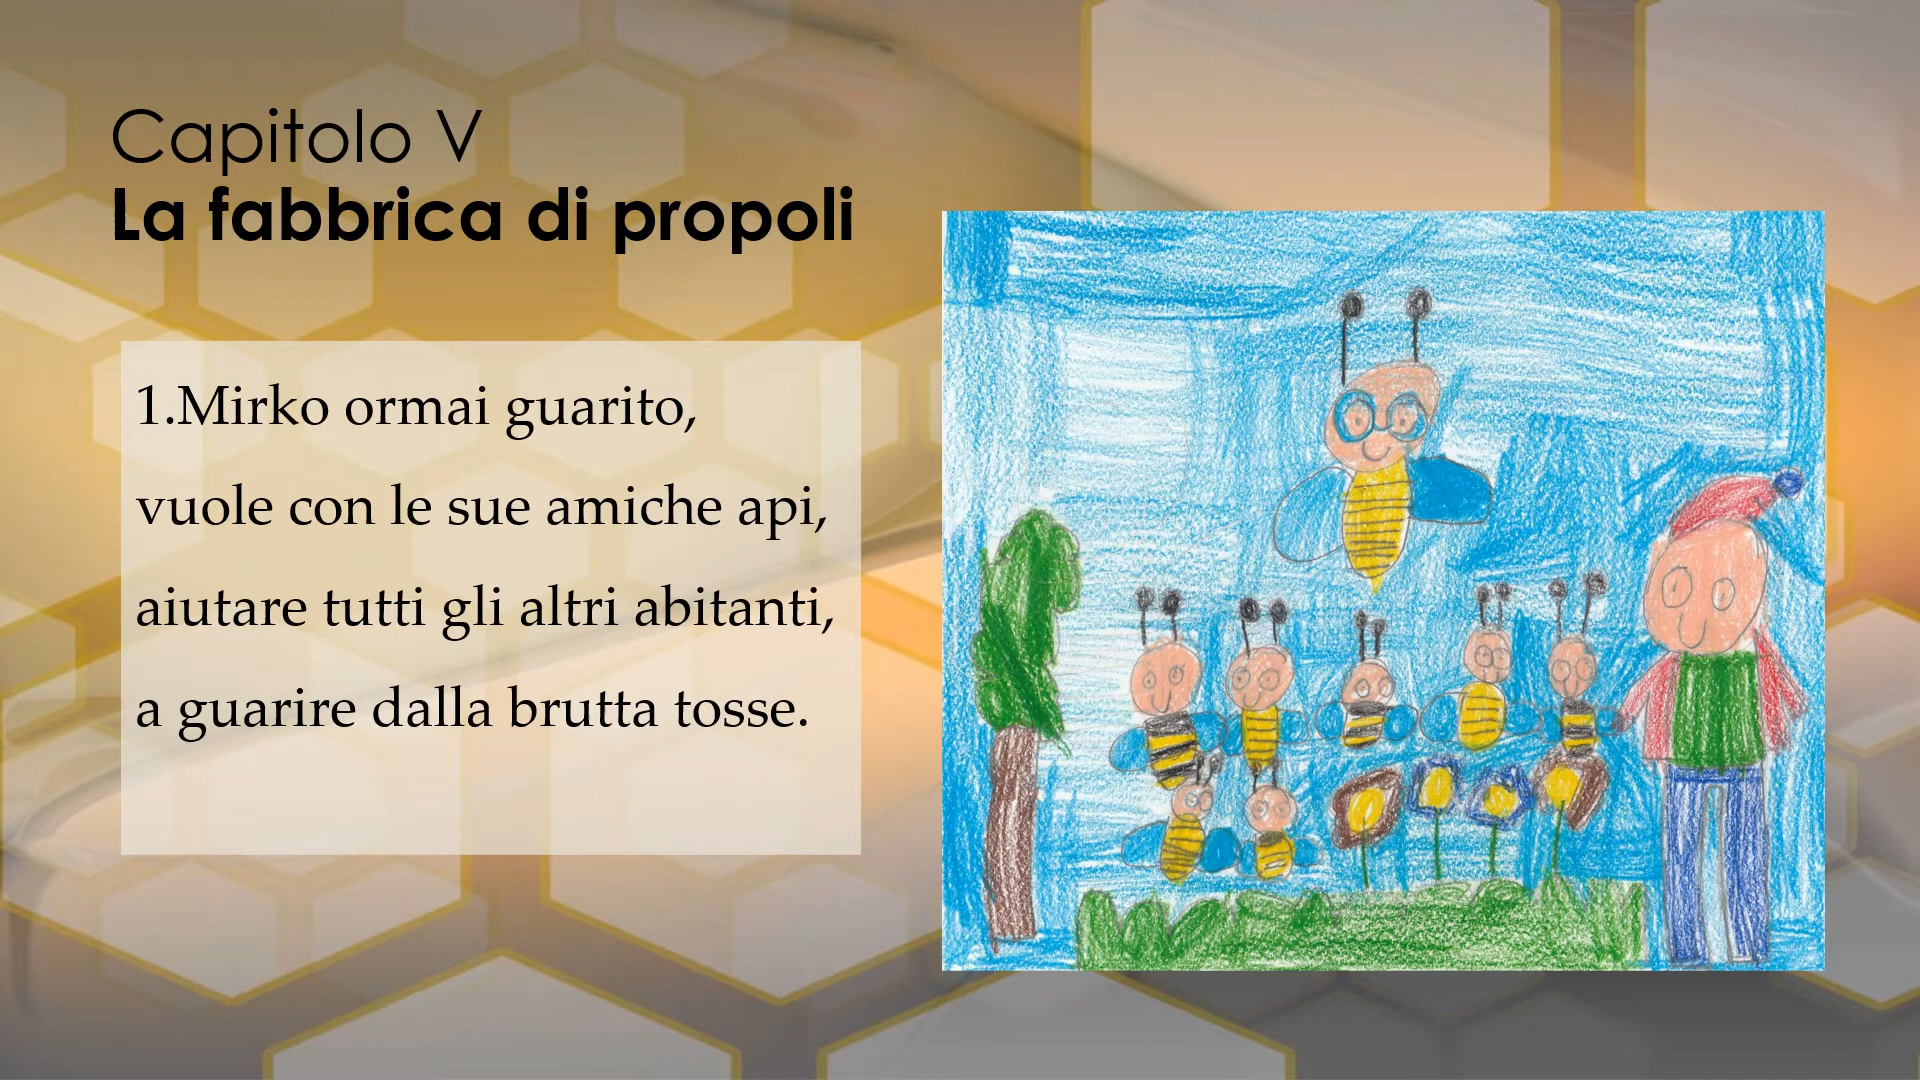 Capitolo V
La fabbrica di propoli
1.Mirko ormai guarito,
vuole con le sue amiche api,
aiutare tutti gli altri abitanti,
a guarire dalla brutta tosse.